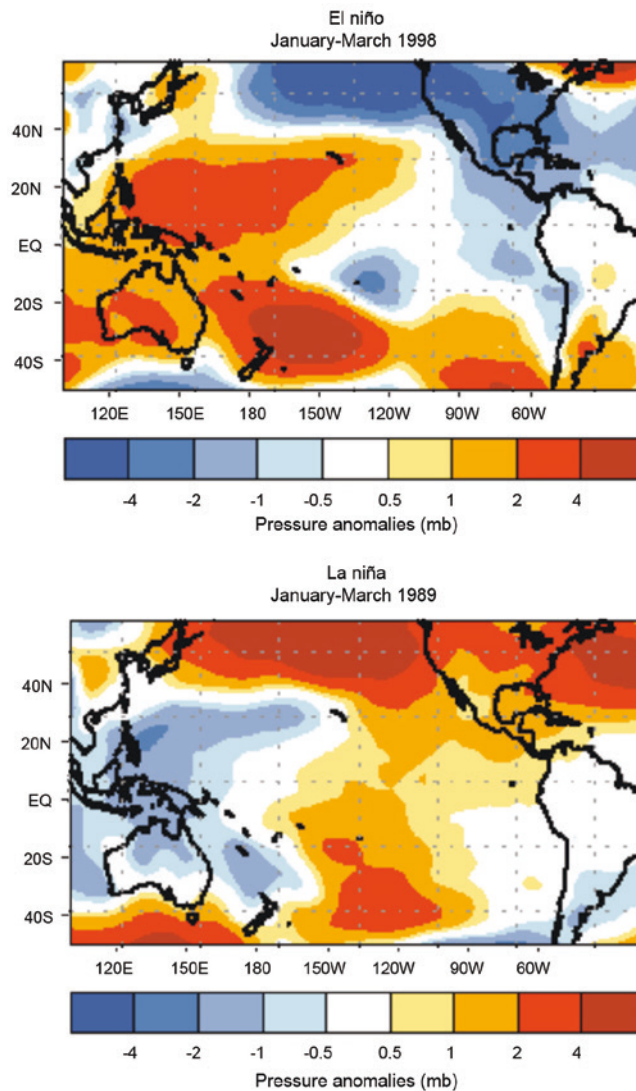 El niño
January-March 1998
40N
20N
EQ
20S
40S
120E 150E 180 150W 120W 90W 60W
-4 -2 -1 -0.5 0.5 1 2 4
Pressure anomalies (mb)
La niña
January-March 1989
40N
20N
EQ
20S
40S
120E 150E 180 150W 120W 90W 60W
-4 -2 -1 -0.5 0.5 1 2 4
Pressure anomalies (mb)